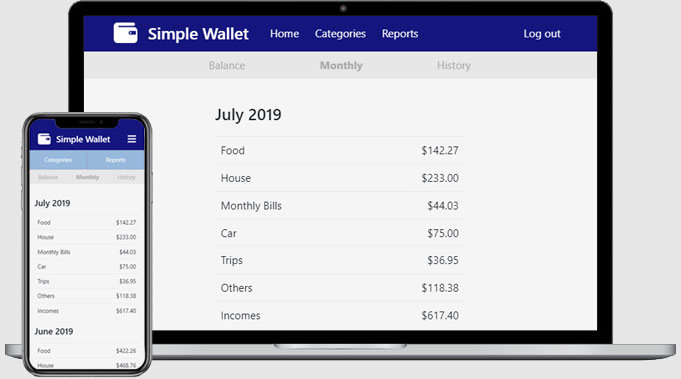 Simple Wallet Home Categories Reports Log out
Balance Monthly History
July 2019
Food $142.27
House $233.00
Monthly Bills $44.03
Car $75.00
Trips $36.95
Others $118.38
Incomes $617.40
Simple Wallet
Categories Reports
Balance Monthly History
July 2019
Food $142.27
House $233.00
Monthly Bills $44.03
Car $75.00
Trips $36.95
Others $118.38
Incomes $617.40
June 2019
Food $422.26
House $468.76